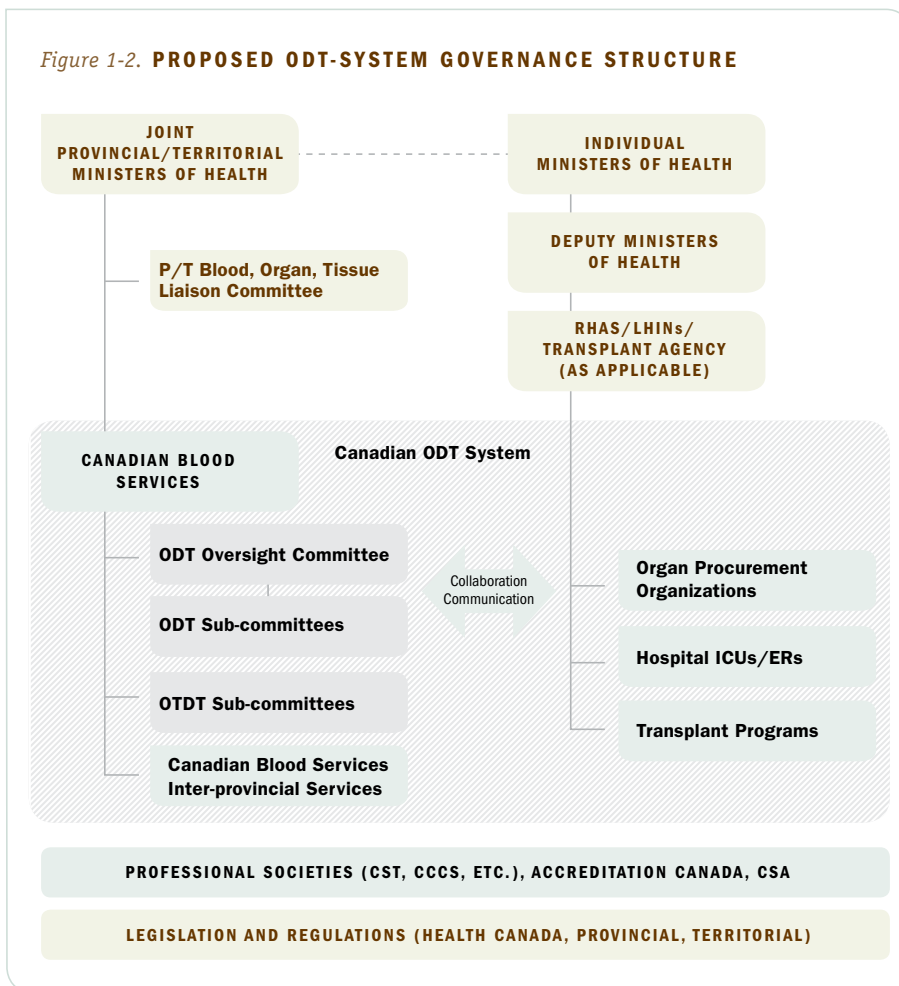 Figure 1-2. PROPOSED ODT-SYSTEM GOVERNANCE STRUCTURE
JOINT
PROVINCIAL/TERRITORIAL
MINISTERS OF HEALTH
INDIVIDUAL
MINISTERS OF HEALTH
DEPUTY MINISTERS
OF HEALTH
P/T Blood, Organ, Tissue
Liaison Committee
RHAS/LHINs/
TRANSPLANT AGENCY
(AS APPLICABLE)
CANADIAN BLOOD
SERVICES
Canadian ODT System
ODT Oversight Committee
ODT Sub-committees
OTDT Sub-committees
Canadian Blood Services
Inter-provincial Services
Collaboration
Communication
Organ Procurement
Organizations
Hospital ICUs/ERs
Transplant Programs
PROFESSIONAL SOCIETIES (CST, CCCS, ETC.), ACCREDITATION CANADA, CSA
LEGISLATION AND REGULATIONS (HEALTH CANADA, PROVINCIAL, TERRITORIAL)